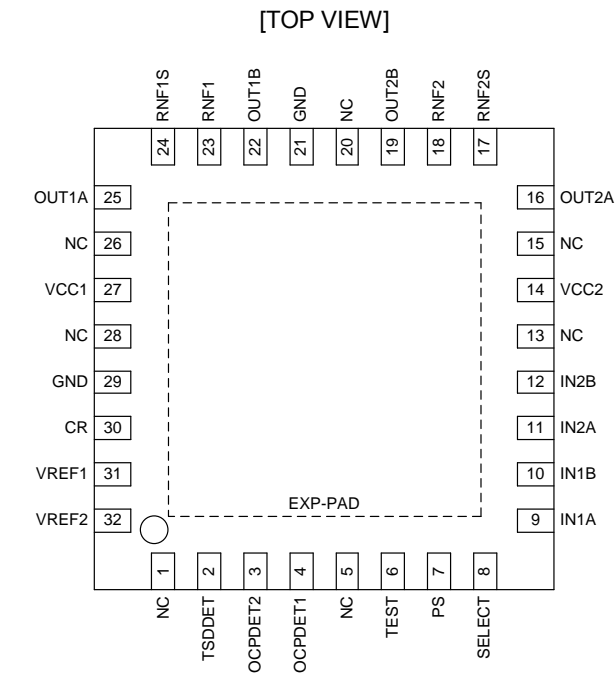 [TOP VIEW]
RNF1S
RNF1
OUT1B
GND
NC
OUT2B
RNF2
RNF2S
24
23
22
21
20
19
18
17
OUT1A 25
16 OUT2A
NC 26
15 NC
VCC1 27
14 VCC2
NC 28
13 NC
GND 29
12 IN2B
CR 30
11 IN2A
VREF1 31
10 IN1B
VREF2 32
9 IN1A
EXP-PAD
1
2
3
4
5
6
7
8
NC
TSDDET
OCPDET2
OCPDET1
NC
TEST
PS
SELECT